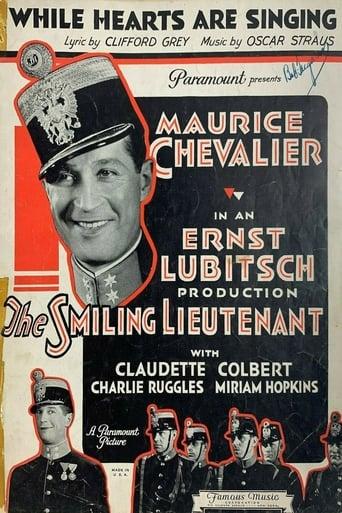 WHILE HEARTS ARE SINGING
Lyric by CLIFFORD GREY Music by OSCAR STRAUS
Paramount presents
MAURICE
CHEVALIER
IN AN
ERNST
LUBITSCH
PRODUCTION
The SMILING LIEUTENANT
WITH
CLAUDETTE COLBERT
CHARLIE RUGGLES MIRIAM HOPKINS
A Paramount
Picture
MADE IN
U.S.A.
Famous Music
CORPORATION